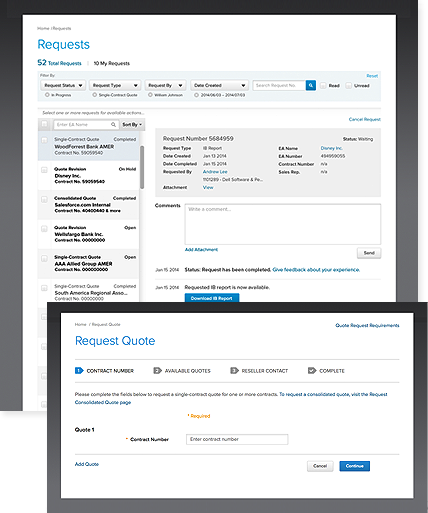 Home /Requests
Requests
52 Total Requests | 10 My Requests
Filter By: Reset
Request Status Request Type Request By Date Created Search Request No. Read Unread
In Progress Single-Contract Quote William Johnson 2014/06/03 – 2014/07/03
Select one or more requests for available actions...
Enter EA Name Sort By
Single-Contract Quote Completed
WoodForrest Bank AMER
Contract No. 59059540
Quote Revision On Hold
Disney Inc.
Contract No. 59059540
Consolidated Quote Completed
Salesforce.com Internal
Contract No. 40400440 & more
Quote Revision Open
Wellsfargo Bank Inc.
Contract No. 00000000
Single-Contract Quote Open
AAA Allied Group AMER
Contract No. 00000000
Single-Contract Quote Completed
South America Regional Asso...
Contract No. 00000000
Cancel Request
Request Number 5684959 Status: Waiting
Request Type IB Report EA Name Disney Inc.
Date Created Jan 13 2014 EA Number 494959055
Date Completed Jan 15 2014 Contract Number n/a
Requested By Andrew Lee Sales Rep. n/a
1101289 - Dell Software & Pe...
Attachment View
Comments Write a comment...
Add Attachment Send
Jan 15 2014 Status: Request has been completed. Give feedback about your experience.
Jan 15 2014 Requested IB report is now available.
Download IB Report
Home / Request Quote
Quote Request Requirements
Request Quote
1 CONTRACT NUMBER 2 AVAILABLE QUOTES 3 RESELLER CONTACT COMPLETE
Please complete the fields below to request a single-contract quote for one or more contracts. To request a consolidated quote, visit the Request
Consolidated Quote page
* Required
Quote 1
* Contract Number Enter contract number
Add Quote Cancel Continue